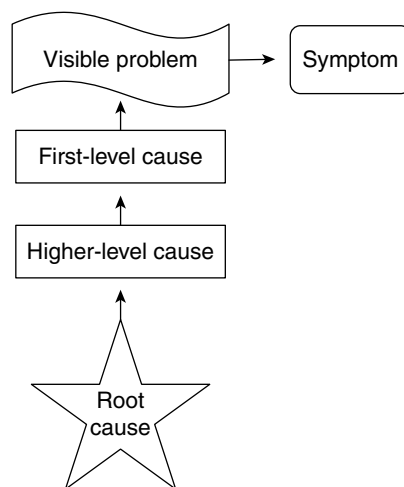 Visible problem
Symptom
First-level cause
Higher-level cause
Root
cause